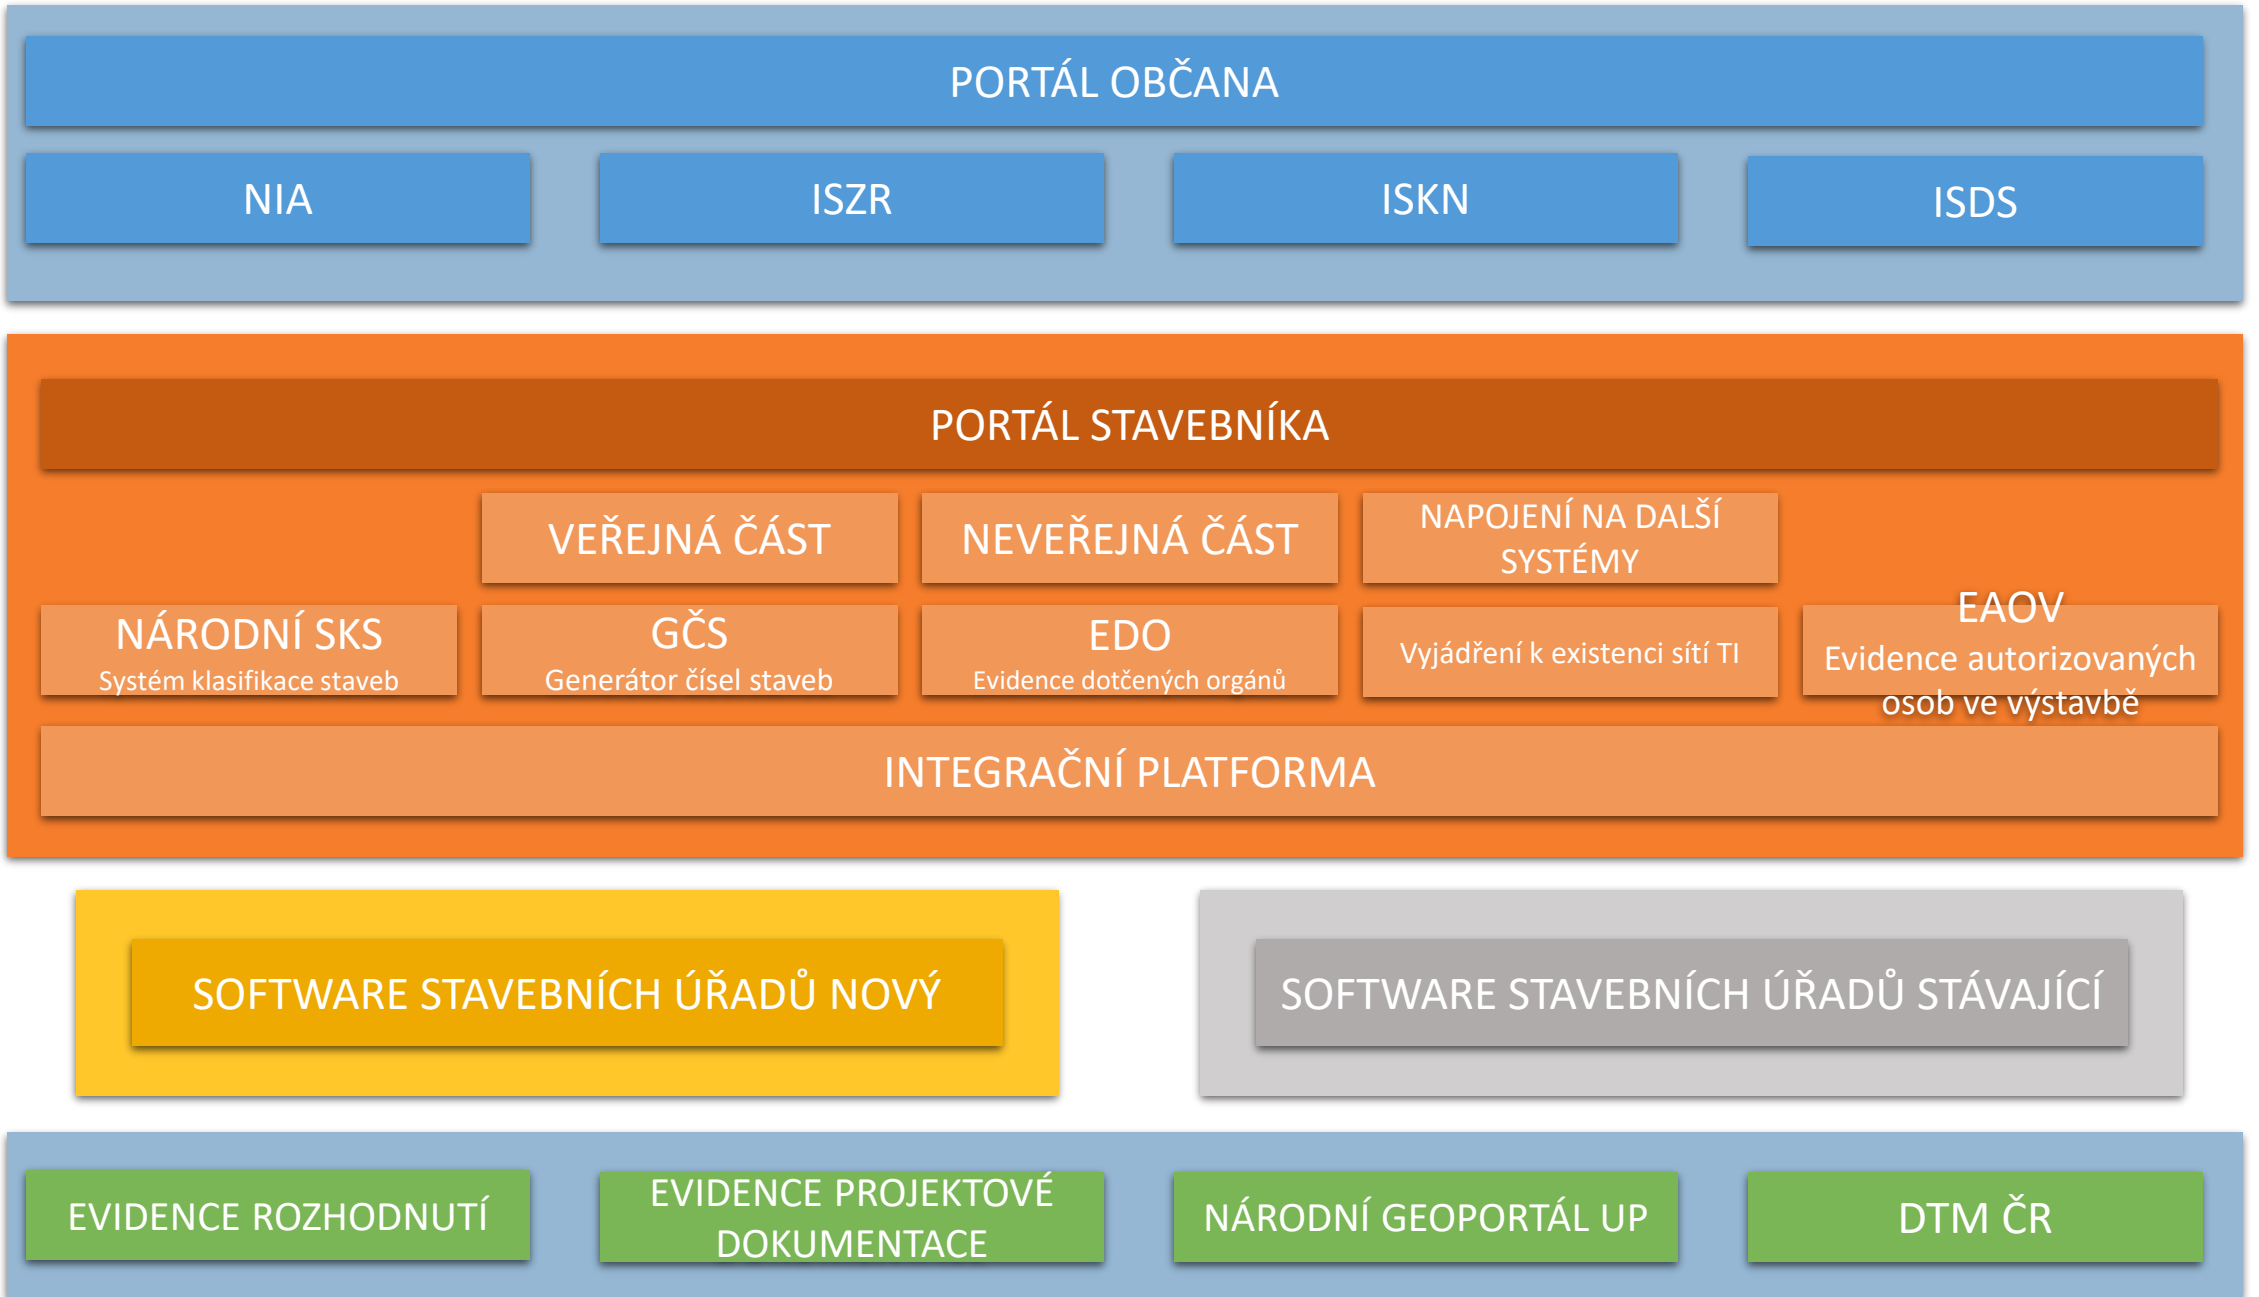 PORTÁL OBČANA
NIA
ISZR
ISKN
ISDS
PORTÁL STAVEBNÍKA
VEŘEJNÁ ČÁST
NEVEŘEJNÁ ČÁST
NAPOJENÍ NA DALŠÍ
SYSTÉMY
NÁRODNÍ SKS
Systém klasifikace staveb
GČS
Generátor čísel staveb
EDO
Evidence dotčených orgánů
Vyjádření k existenci sítí TI
EAOV
Evidence autorizovaných
osob ve výstavbě
INTEGRAČNÍ PLATFORMA
SOFTWARE STAVEBNÍCH ÚŘADŮ NOVÝ
SOFTWARE STAVEBNÍCH ÚŘADŮ STÁVAJÍCÍ
EVIDENCE ROZHODNUTÍ
EVIDENCE PROJEKTOVÉ
DOKUMENTACE
NÁRODNÍ GEOPORTÁL UP
DTM ČR